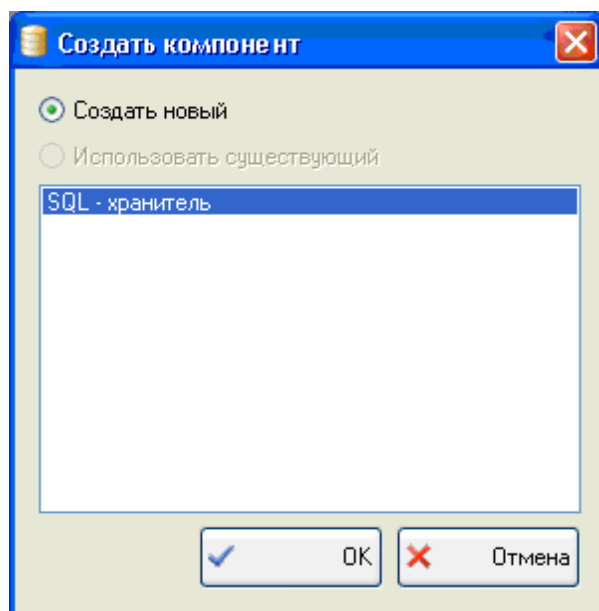 Создать компонент
Создать новый
Использовать существующий
SQL - хранитель
OK
Отмена